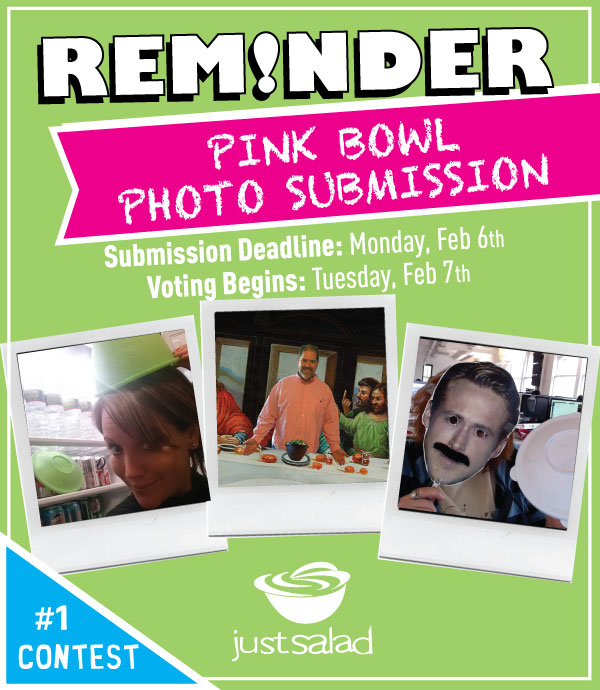 REM!NDER
PINK BOWL
PHOTO SUBMISSION
Submission Deadline: Monday, Feb 6th
Voting Begins: Tuesday, Feb 7th
#1
CONTEST
justsalad